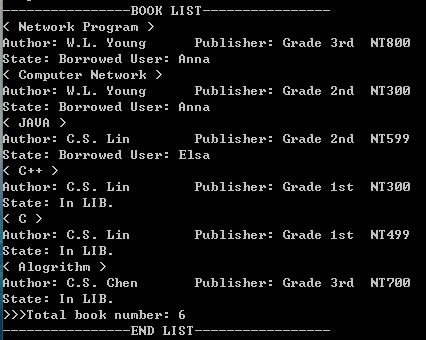 -----------------BOOK LIST-----------------
< Network Program >
Author: W.L. Young      Publisher: Grade 3rd  NT800
State: Borrowed User: Anna
< Computer Network >
Author: W.L. Young      Publisher: Grade 2nd  NT300
State: Borrowed User: Anna
< JAVA >
Author: C.S. Lin        Publisher: Grade 2nd  NT599
State: Borrowed User: Elsa
< C++ >
Author: C.S. Lin        Publisher: Grade 1st  NT300
State: In LIB.
< C >
Author: C.S. Lin        Publisher: Grade 1st  NT499
State: In LIB.
< Alogrithm >
Author: C.S. Chen       Publisher: Grade 3rd  NT700
State: In LIB.
>>>Total book number: 6
-----------------END LIST-----------------